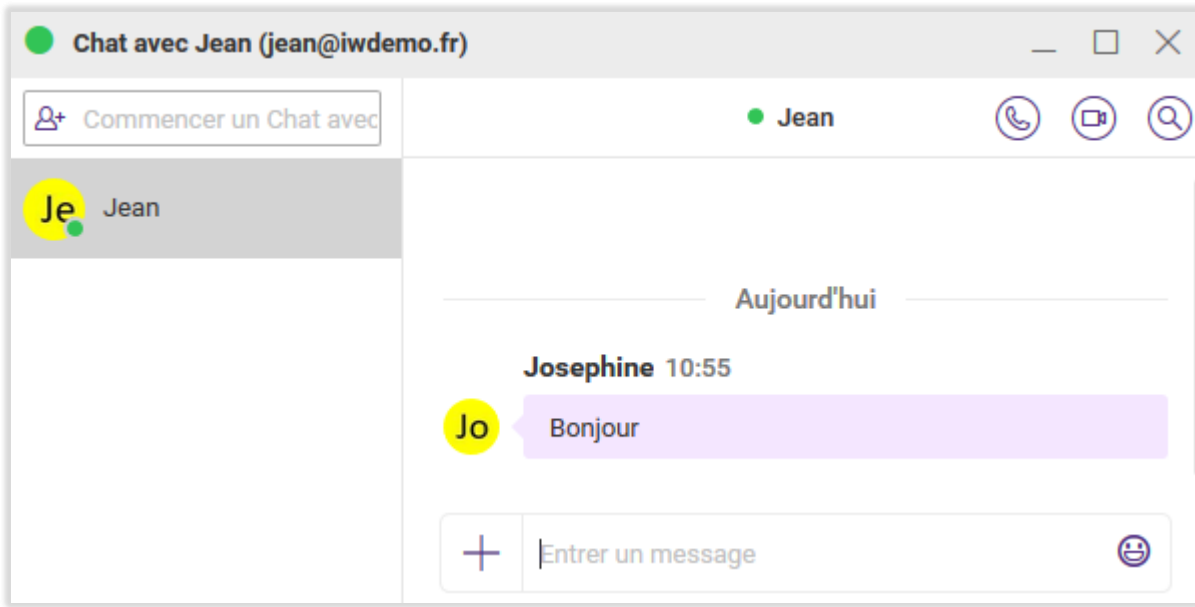 Chat avec Jean (jean@iwdemo.fr)
Commencer un Chat avec
Jean
Je
Jean
Aujourd'hui
Josephine 10:55
Jo
Bonjour
Entrer un message